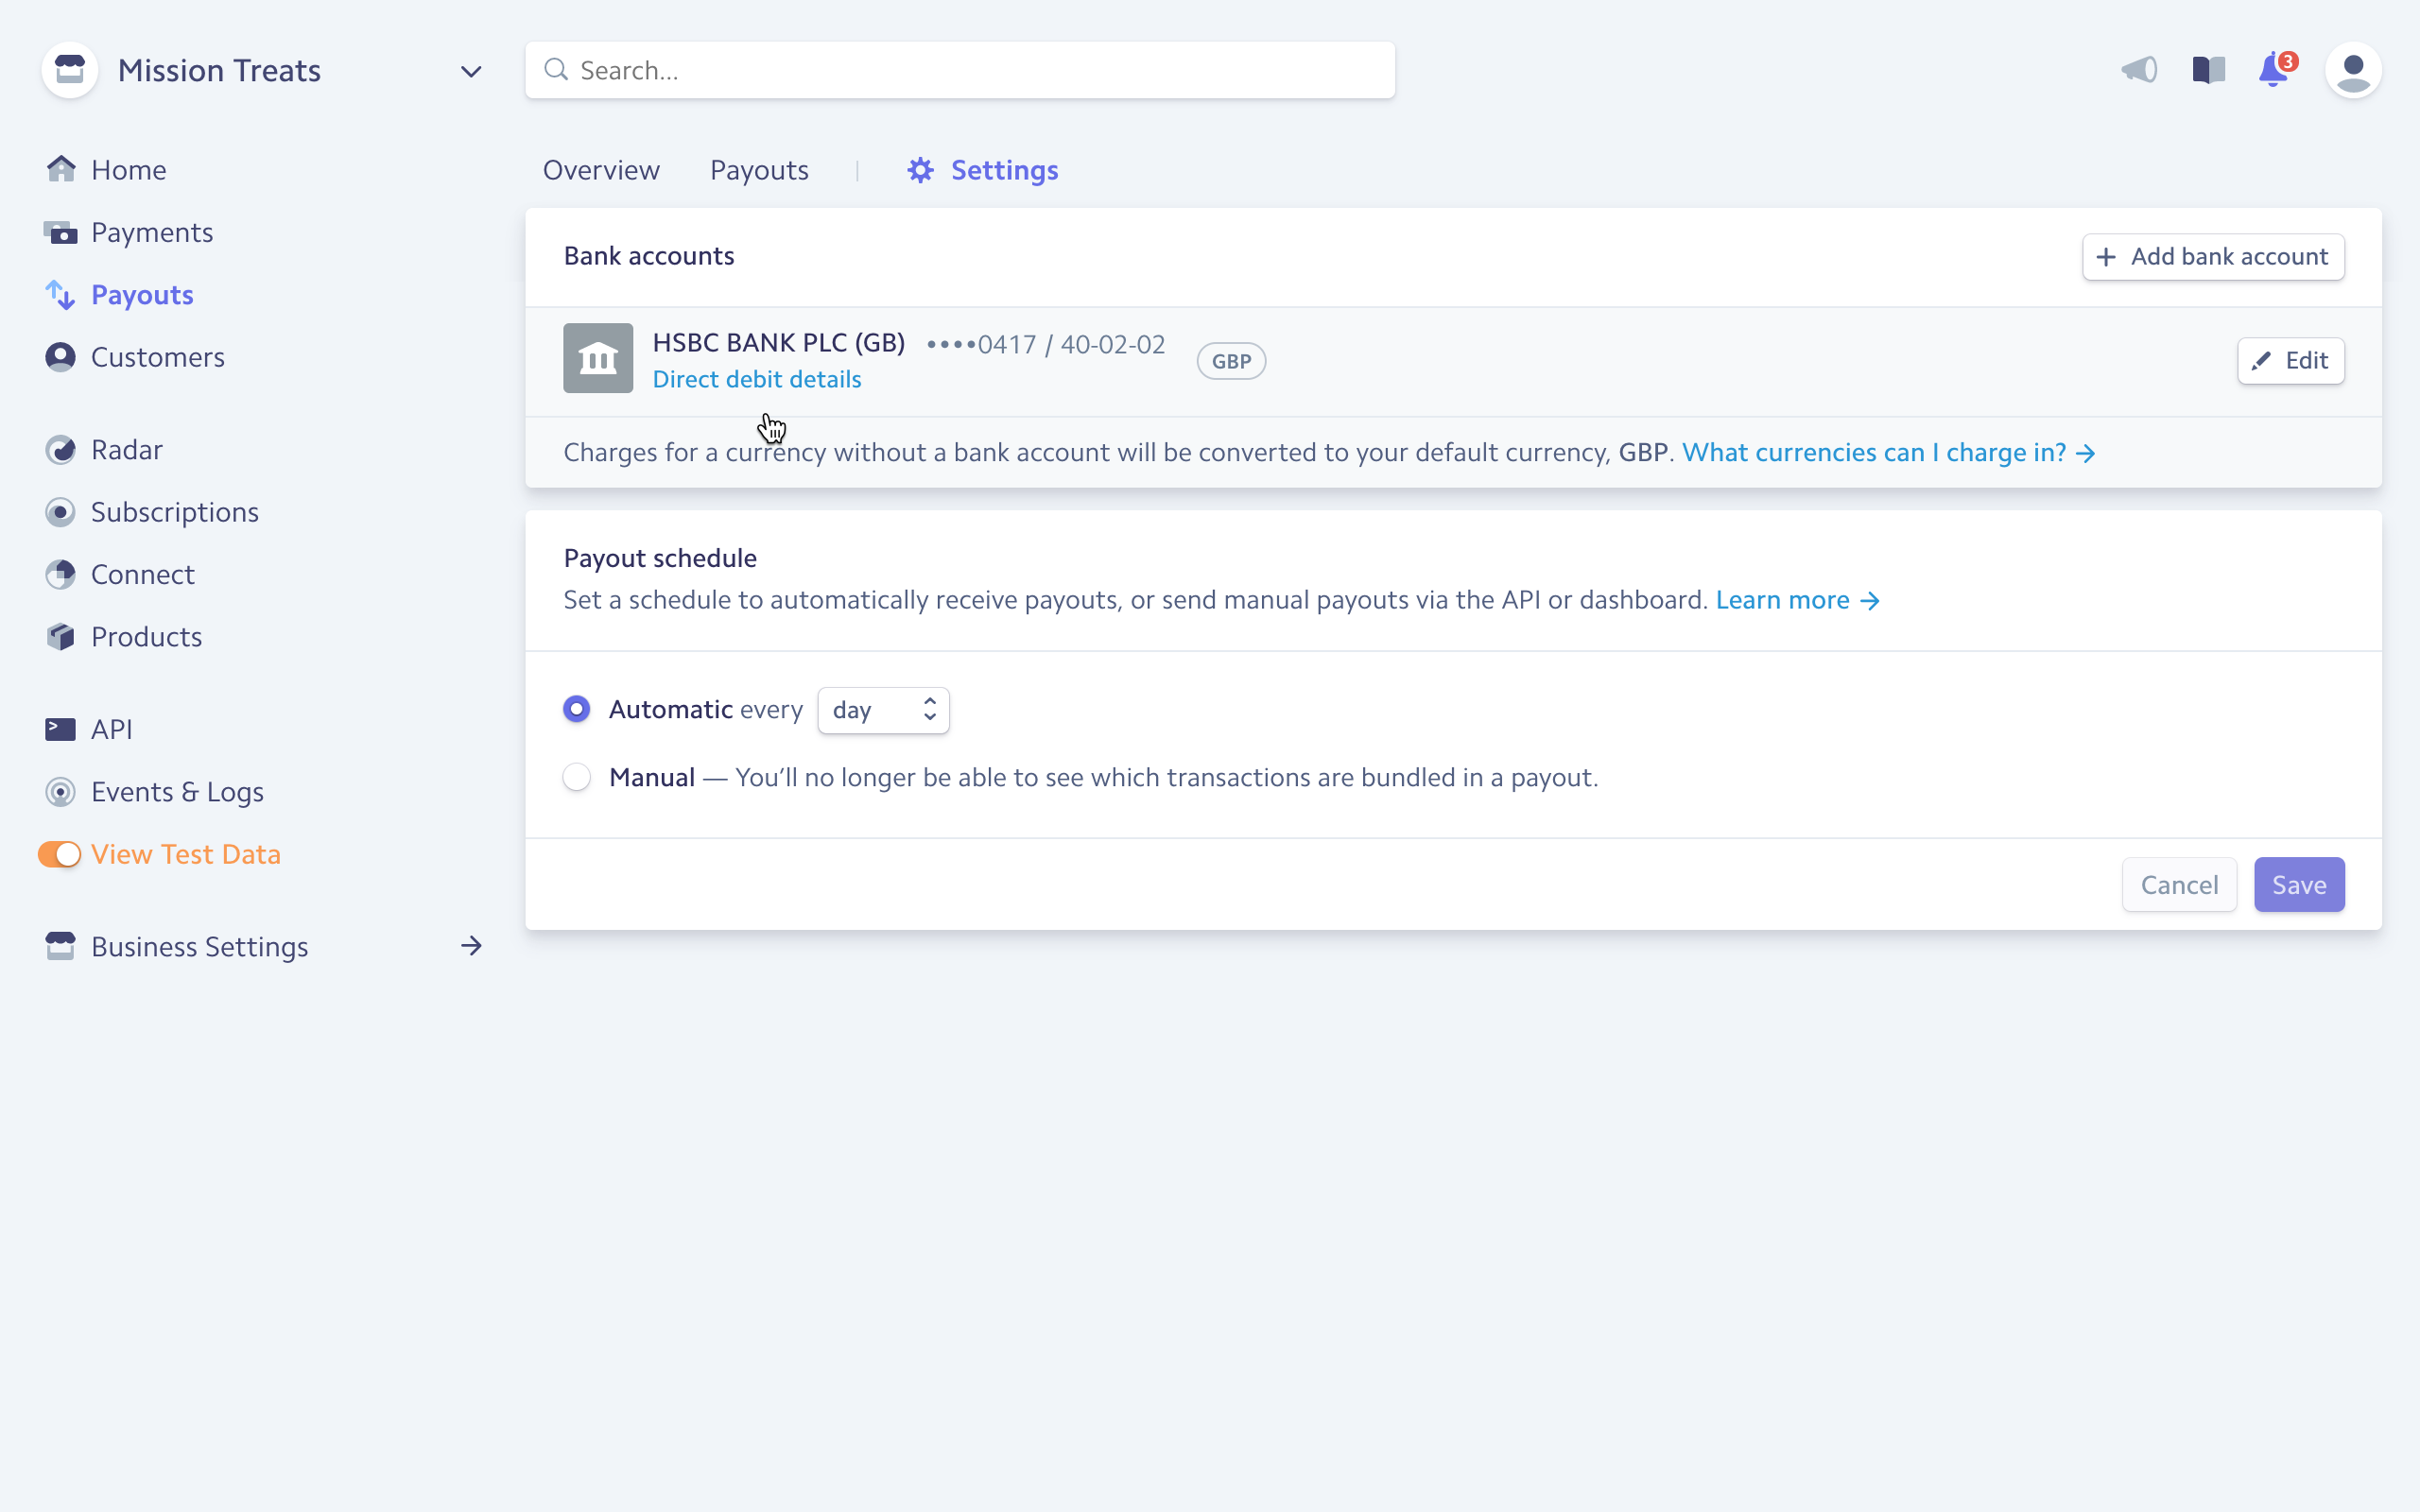 Mission Treats
Search...
3
Home
Payments
Payouts
Customers
Radar
Subscriptions
Connect
Products
API
Events & Logs
View Test Data
Business Settings
Overview Payouts Settings
Bank accounts
+ Add bank account
HSBC BANK PLC (GB) ••••0417 / 40-02-02
GBP
Direct debit details
Edit
Charges for a currency without a bank account will be converted to your default currency, GBP. What currencies can I charge in? →
Payout schedule
Set a schedule to automatically receive payouts, or send manual payouts via the API or dashboard. Learn more →
Automatic every day
Manual — You’ll no longer be able to see which transactions are bundled in a payout.
Cancel Save